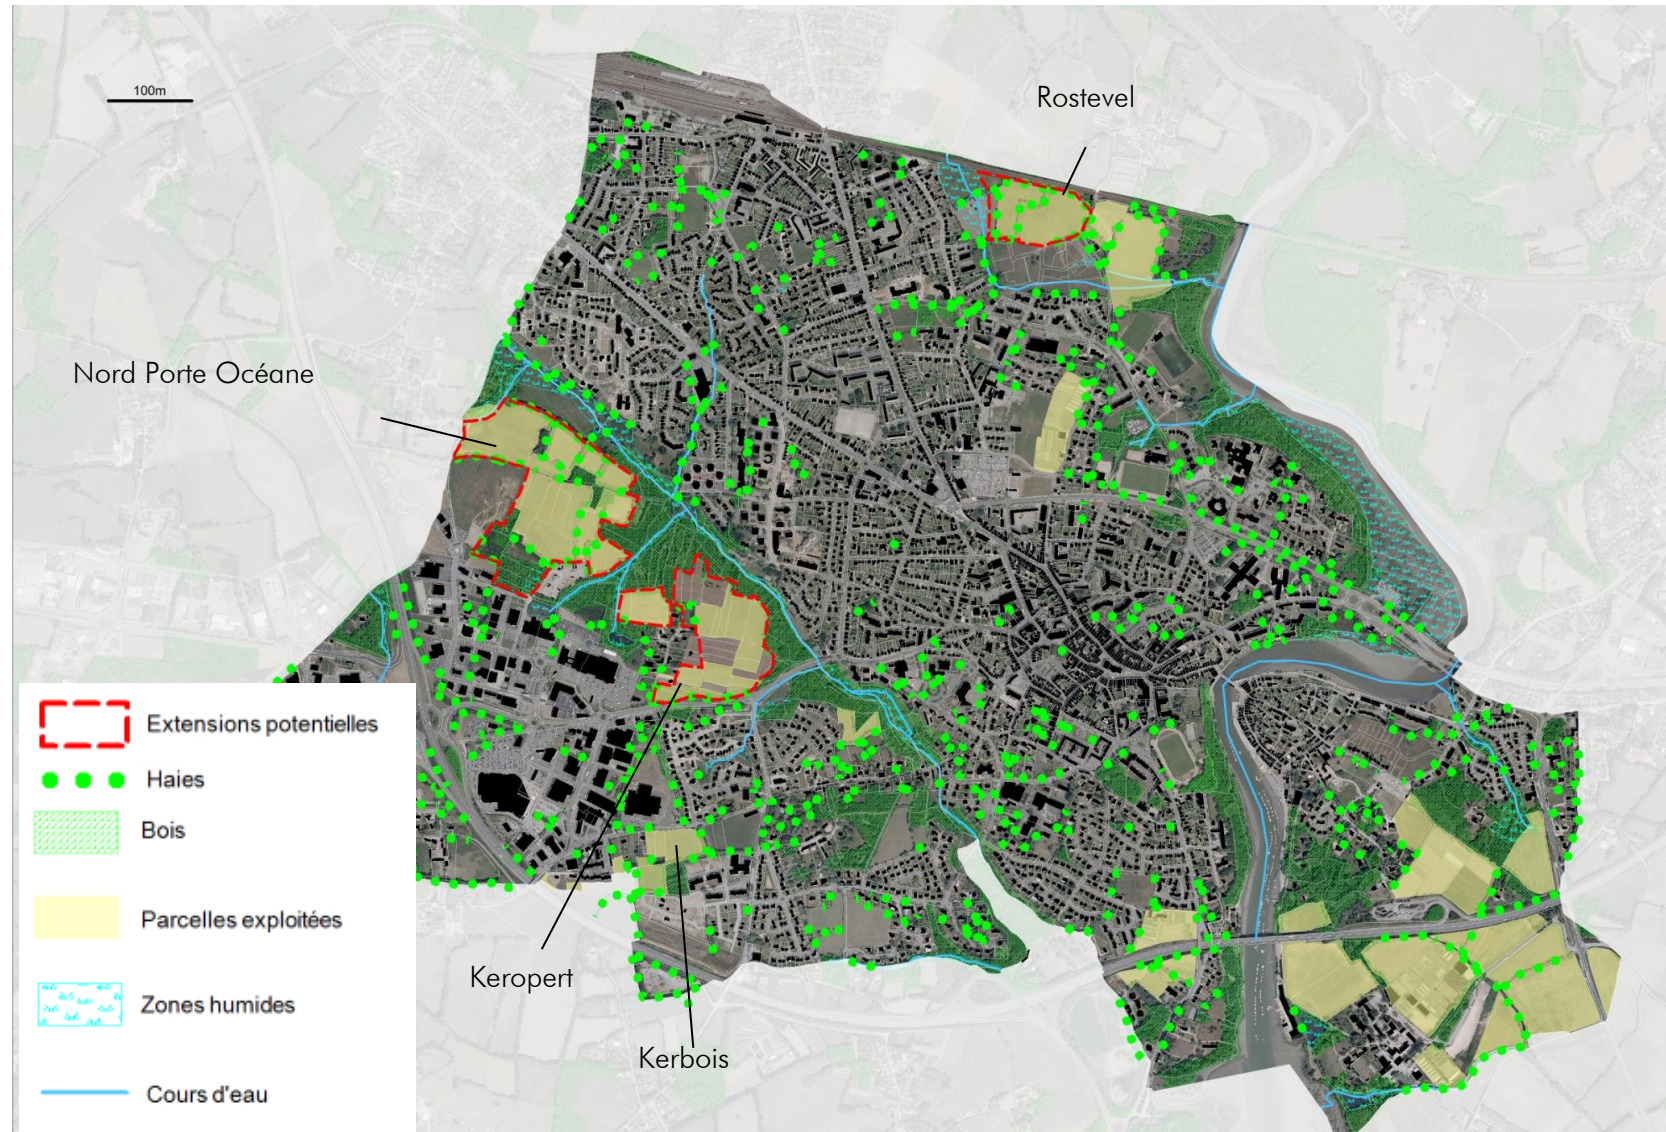 100m
Rostevel
Nord Porte Océane
Extensions potentielles
Haies
Bois
Parcelles exploitées
Zones humides
Cours d'eau
Keropert
Kerbois